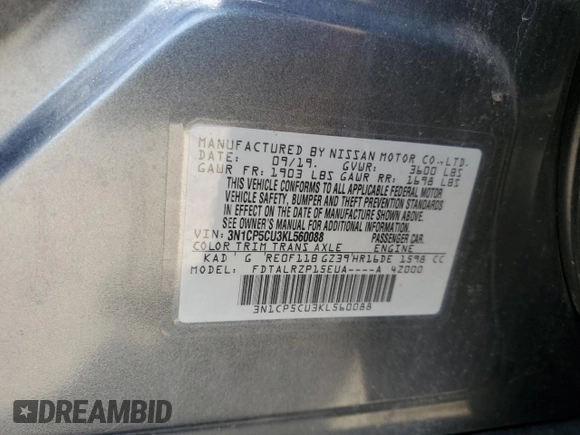 MANUFACTURED BY NISSAN MOTOR CO.,LTD.
DATE: 09/19. GVWR: 3600 LBS
GAWR FR: 1903 LBS GAWR RR: 1698 LBS
THIS VEHICLE CONFORMS TO ALL APPLICABLE FEDERAL MOTOR
VEHICLE SAFETY, BUMPER AND THEFT PREVENTION STANDARDS
IN EFFECT ON THE DATE OF MANUFACTURE SHOWN ABOVE.
SEE OWNER'S MANUAL FOR ADDITIONAL INFORMATION.
VIN: 3N1CP5CU3KL560088 PASSENGER CAR.
COLOR TRIM TRANS AXLE ENGINE
KAD G RE0F11B GZ39 HR16DE 1598 CC
MODEL: FDTALRZP15EUA----A 42000
3N1CP5CU3KL560088
DREAMBID